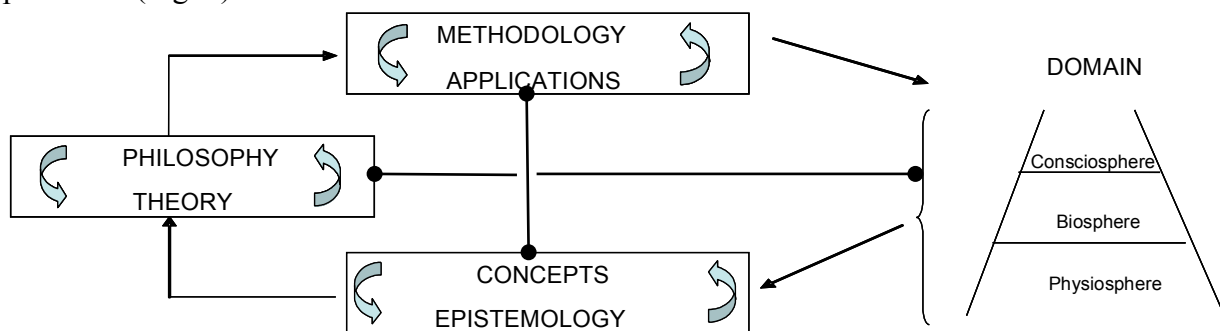 METHODOLOGY
APPLICATIONS
DOMAIN
PHILOSOPHY
THEORY
Consciosphere
Biosphere
Physiosphere
CONCEPTS
EPISTEMOLOGY